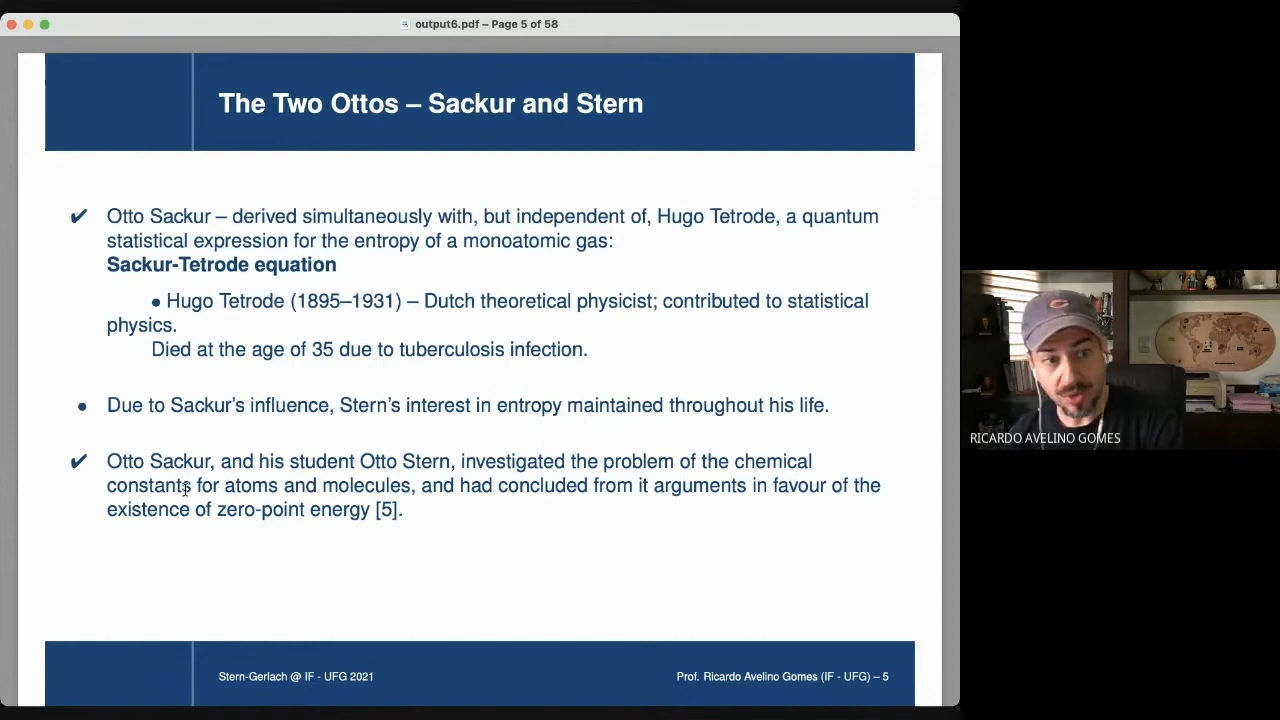 output6.pdf – Page 5 of 58
The Two Ottos – Sackur and Stern
✔ Otto Sackur – derived simultaneously with, but independent of, Hugo Tetrode, a quantum
statistical expression for the entropy of a monoatomic gas:
Sackur-Tetrode equation
• Hugo Tetrode (1895–1931) – Dutch theoretical physicist; contributed to statistical
physics.
Died at the age of 35 due to tuberculosis infection.
• Due to Sackur's influence, Stern's interest in entropy maintained throughout his life.
✔ Otto Sackur, and his student Otto Stern, investigated the problem of the chemical
constants for atoms and molecules, and had concluded from it arguments in favour of the
existence of zero-point energy [5].
RICARDO AVELINO GOMES
Stern-Gerlach @ IF - UFG 2021
Prof. Ricardo Avelino Gomes (IF - UFG) – 5